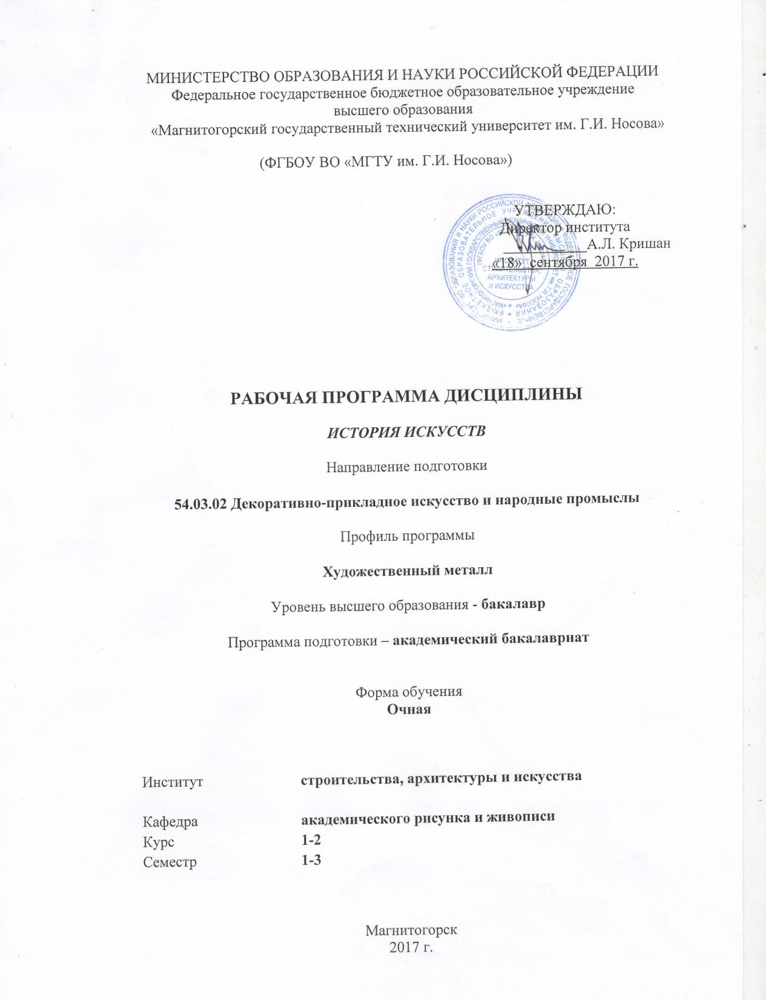 МИНИСТЕРСТВО ОБРАЗОВАНИЯ И НАУКИ РОССИЙСКОЙ ФЕДЕРАЦИИ
Федеральное государственное бюджетное образовательное учреждение
высшего образования
«Магнитогорский государственный технический университет им. Г.И. Носова»
(ФГБОУ ВО «МГТУ им. Г.И. Носова»)
УТВЕРЖДАЮ:
Директор института
А.Л. Кришан
«18» сентября 2017 г.
ИНСТИТУТ
СТРОИТЕЛЬСТВА,
АРХИТЕКТУРЫ
И ИСКУССТВА
РАБОЧАЯ ПРОГРАММА ДИСЦИПЛИНЫ
ИСТОРИЯ ИСКУССТВ
Направление подготовки
54.03.02 Декоративно-прикладное искусство и народные промыслы
Профиль программы
Художественный металл
Уровень высшего образования - бакалавр
Программа подготовки – академический бакалавриат
Форма обучения
Очная
Институт строительства, архитектуры и искусства
Кафедра академического рисунка и живописи
Курс 1-2
Семестр 1-3
Магнитогорск
2017 г.